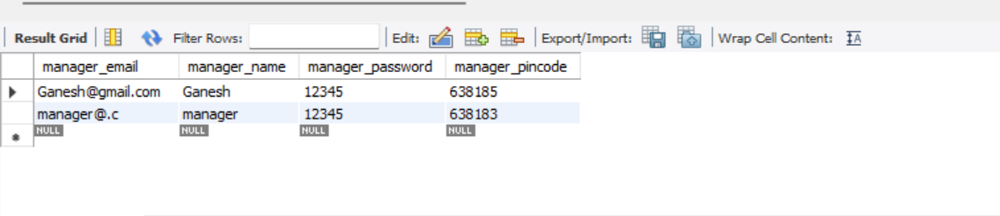 Result Grid Filter Rows: Edit: Export/Import: Wrap Cell Content: IA
manager_email manager_name manager_password manager_pincode
Ganesh@gmail.com Ganesh 12345 638185
manager@.c manager 12345 638183
NULL NULL NULL NULL